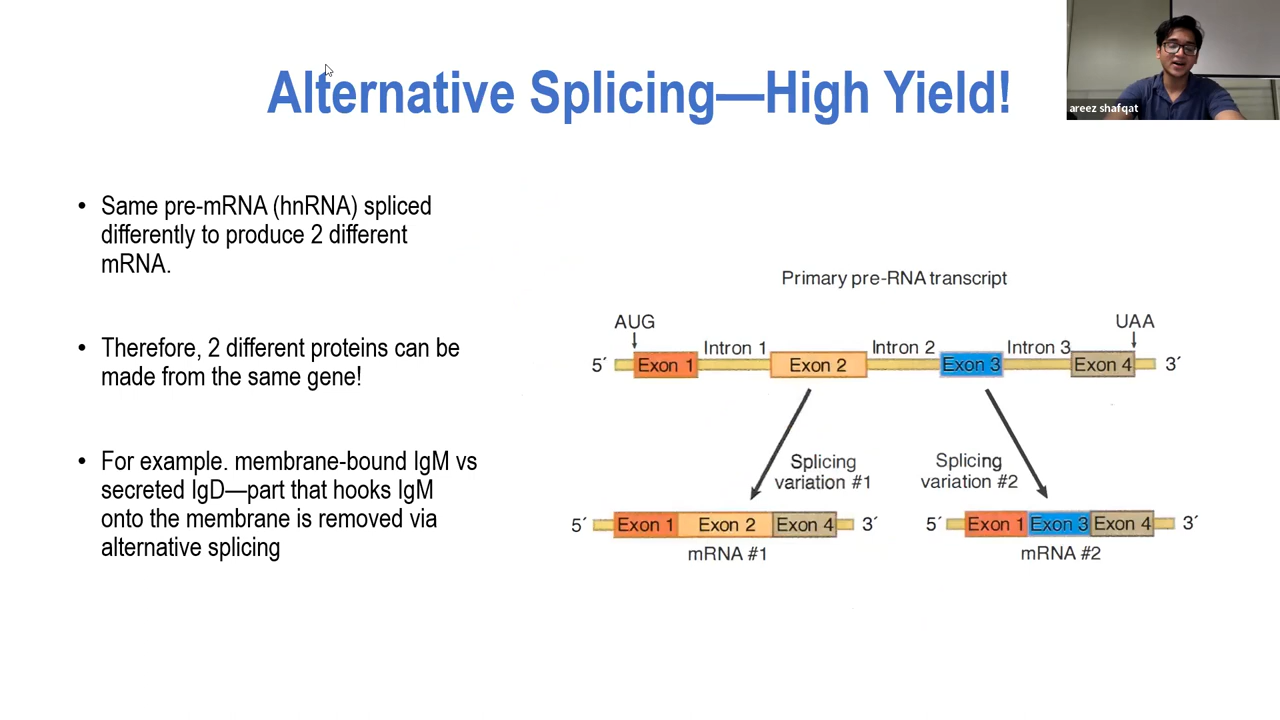 Alternative Splicing—High Yield!
areez shafqat
• Same pre-mRNA (hnRNA) spliced
differently to produce 2 different
mRNA.
• Therefore, 2 different proteins can be
made from the same gene!
• For example. membrane-bound IgM vs
secreted IgD—part that hooks IgM
onto the membrane is removed via
alternative splicing
Primary pre-RNA transcript
AUG
UAA
Intron 1
Intron 2
Intron 3
5´ Exon 1 Exon 2 Exon 3 Exon 4 3´
Splicing
variation #1
Splicing
variation #2
5´ Exon 1 Exon 2 Exon 4 3´
mRNA #1
5´ Exon 1 Exon 3 Exon 4 3´
mRNA #2